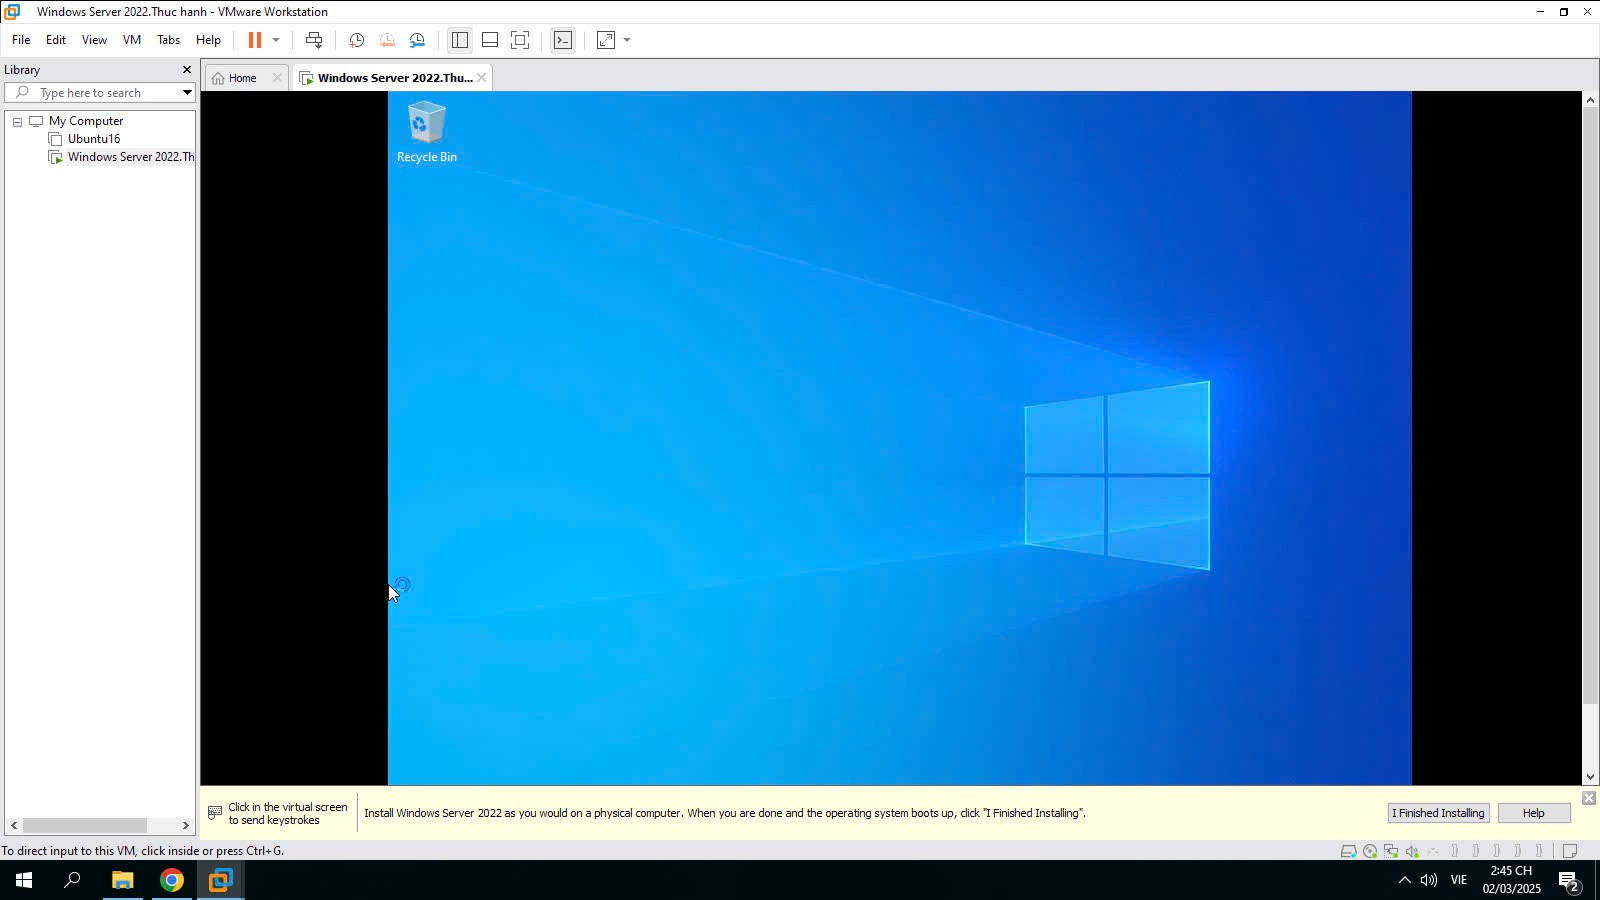 Windows Server 2022.Thuc hanh - VMware Workstation
File Edit View VM Tabs Help
Library
Home
Windows Server 2022.Thu...
Type here to search
My Computer
Ubuntu16
Windows Server 2022.Th
Recycle Bin
Click in the virtual screen
to send keystrokes
Install Windows Server 2022 as you would on a physical computer. When you are done and the operating system boots up, click "I Finished Installing".
I Finished Installing
Help
To direct input to this VM, click inside or press Ctrl+G.
VIE
2:45 CH
02/03/2025
2